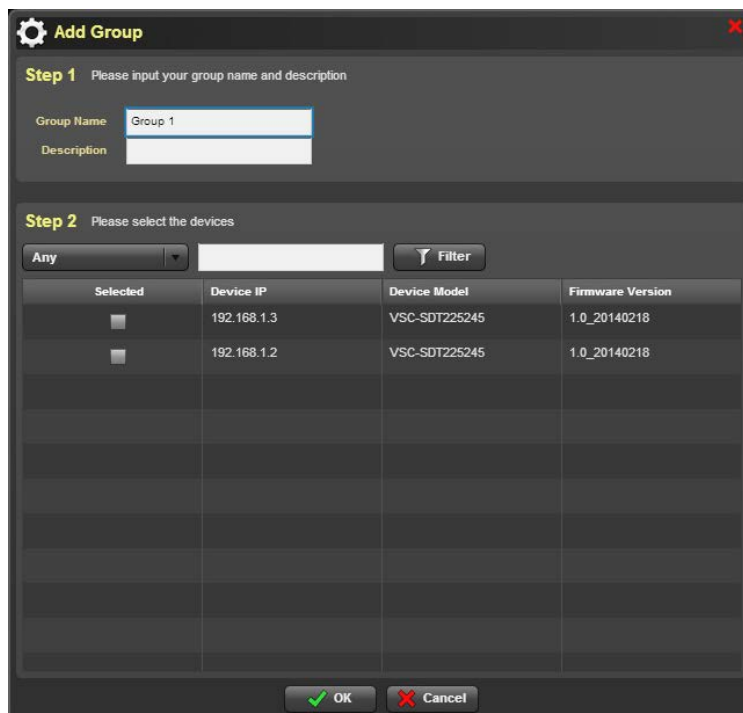 Add Group
Step 1 Please input your group name and description
Group Name Group 1
Description
Step 2 Please select the devices
Any Filter
Selected Device IP Device Model Firmware Version
192.168.1.3 VSC-SDT225245 1.0_20140218
192.168.1.2 VSC-SDT225245 1.0_20140218
OK Cancel